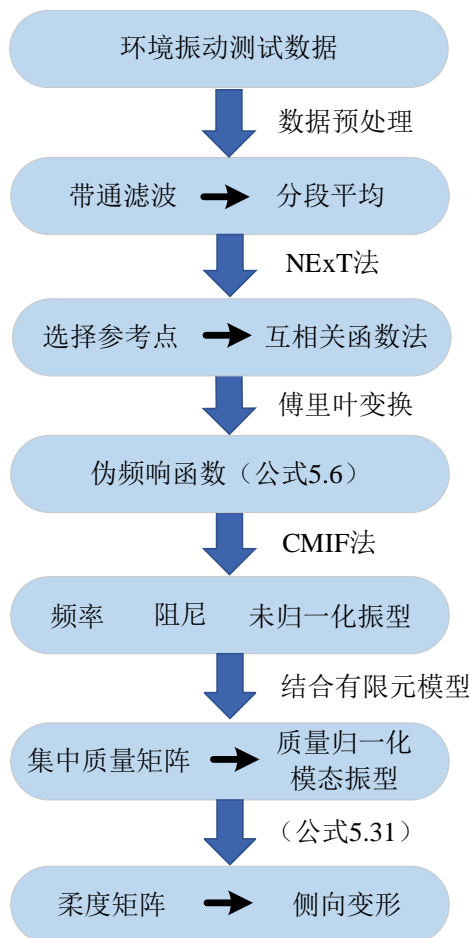 环境振动测试数据
数据预处理
带通滤波 分段平均
NExT法
选择参考点 互相关函数法
傅里叶变换
伪频响函数（公式5.6）
CMIF法
频率 阻尼 未归一化振型
结合有限元模型
集中质量矩阵 质量归一化
模态振型
（公式5.31）
柔度矩阵 侧向变形